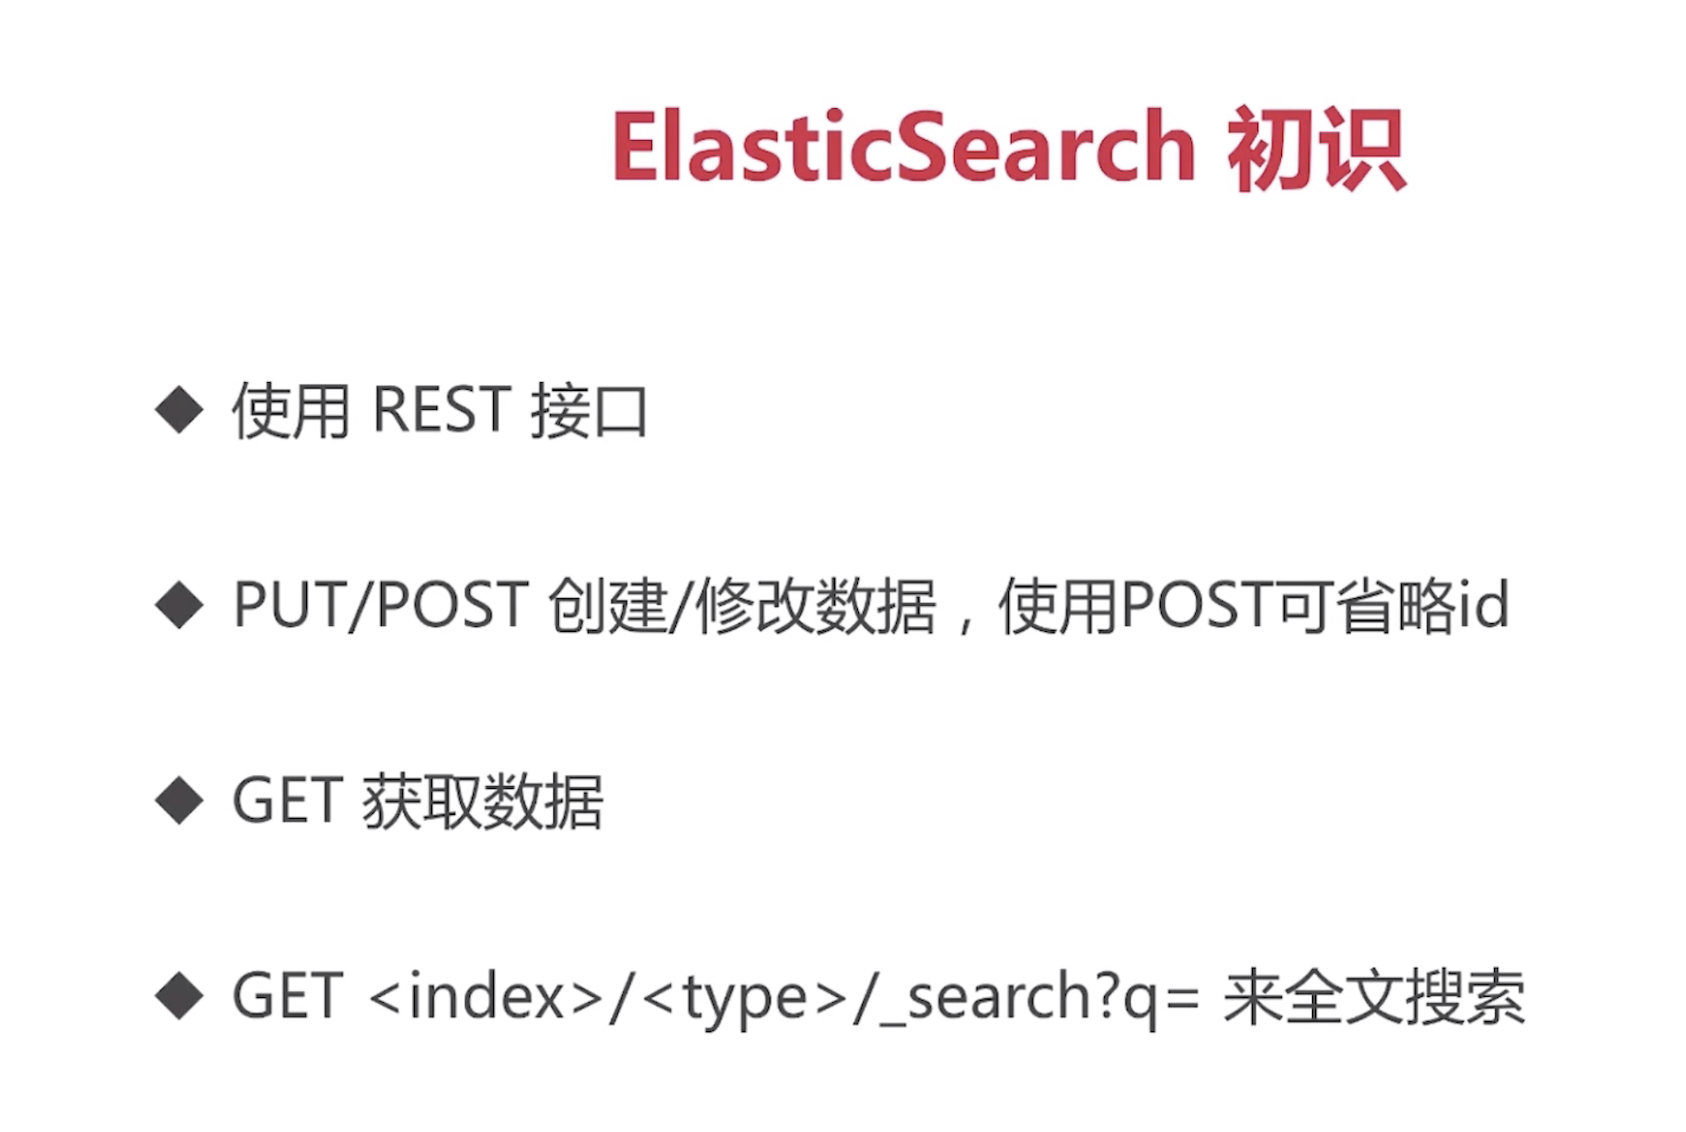 ElasticSearch 初识
◆ 使用 REST 接口
◆ PUT/POST 创建/修改数据，使用POST可省略id
◆ GET 获取数据
◆ GET <index>/<type>/_search?q= 来全文搜索